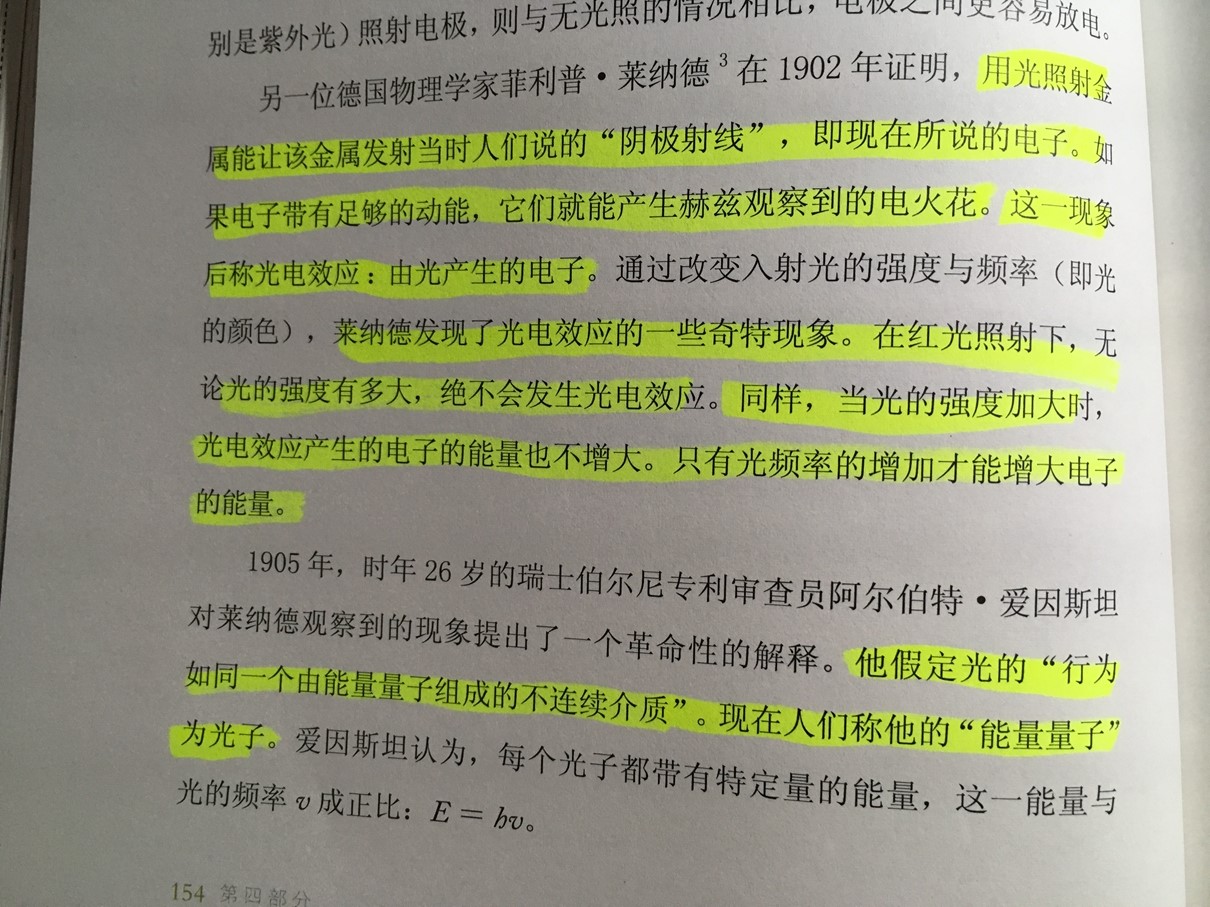 别是紫外光）照射电极，则与无光照的情况相比，电极之间更容易放电。
另一位德国物理学家菲利普·莱纳德3在1902年证明，用光照射金
属能让该金属发射当时人们说的“阴极射线”，即现在所说的电子。如
果电子带有足够的动能，它们就能产生赫兹观察到的电火花。这一现象
后称光电效应：由光产生的电子。通过改变入射光的强度与频率（即光
的颜色），莱纳德发现了光电效应的一些奇特现象。在红光照射下，无
论光的强度有多大，绝不会发生光电效应。同样，当光的强度加大时，
光电效应产生的电子的能量也不增大。只有光频率的增加才能增大电子
的能量。
1905年，时年26岁的瑞士伯尔尼专利审查员阿尔伯特·爱因斯坦
对莱纳德观察到的现象提出了一个革命性的解释。他假定光的“行为
如同一个由能量量子组成的不连续介质”。现在人们称他的“能量量子”
为光子。爱因斯坦认为，每个光子都带有特定量的能量，这一能量与
光的频率v成正比：E＝hv。
154 第四部分